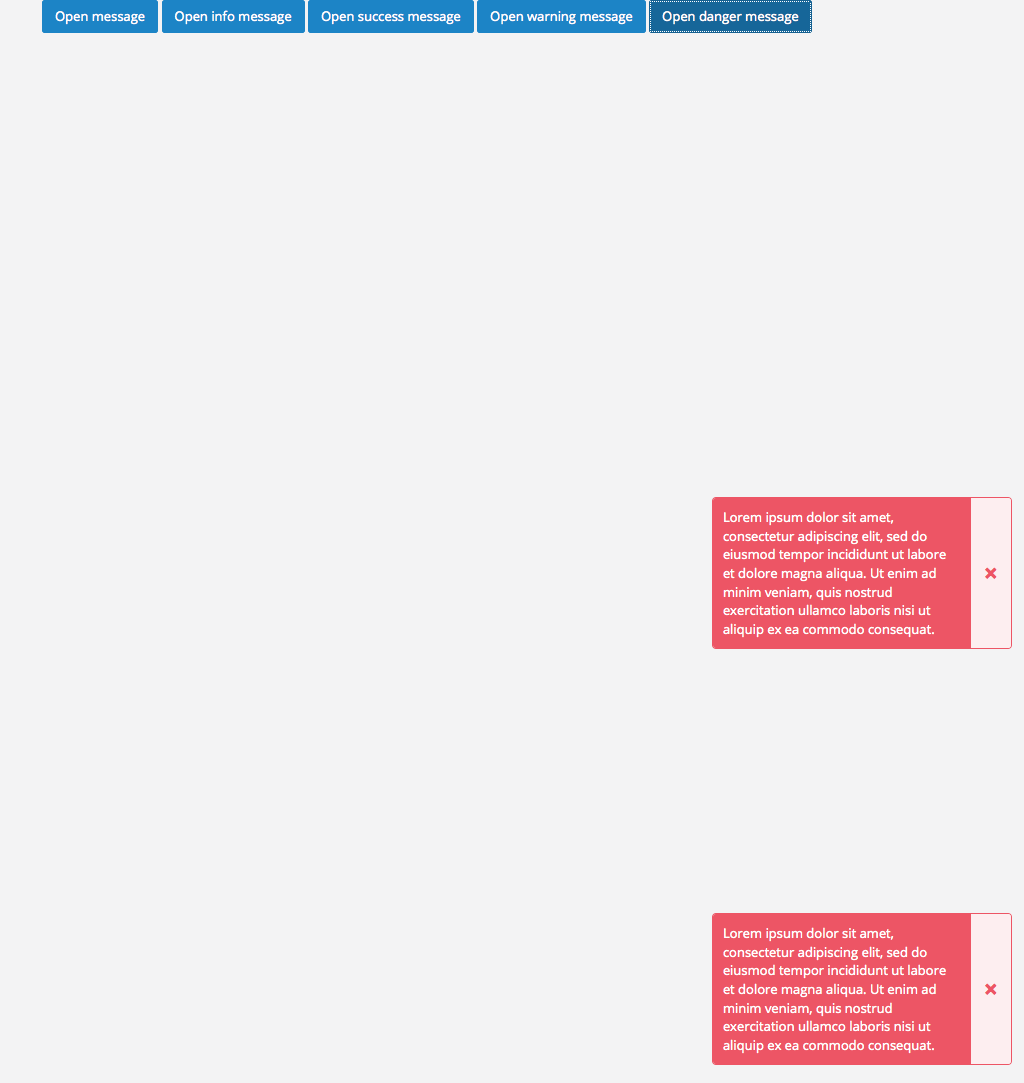 Open message Open info message Open success message Open warning message Open danger message
Lorem ipsum dolor sit amet,
consectetur adipiscing elit, sed do
eiusmod tempor incididunt ut labore
et dolore magna aliqua. Ut enim ad
minim veniam, quis nostrud
exercitation ullamco laboris nisi ut
aliquip ex ea commodo consequat.
Lorem ipsum dolor sit amet,
consectetur adipiscing elit, sed do
eiusmod tempor incididunt ut labore
et dolore magna aliqua. Ut enim ad
minim veniam, quis nostrud
exercitation ullamco laboris nisi ut
aliquip ex ea commodo consequat.